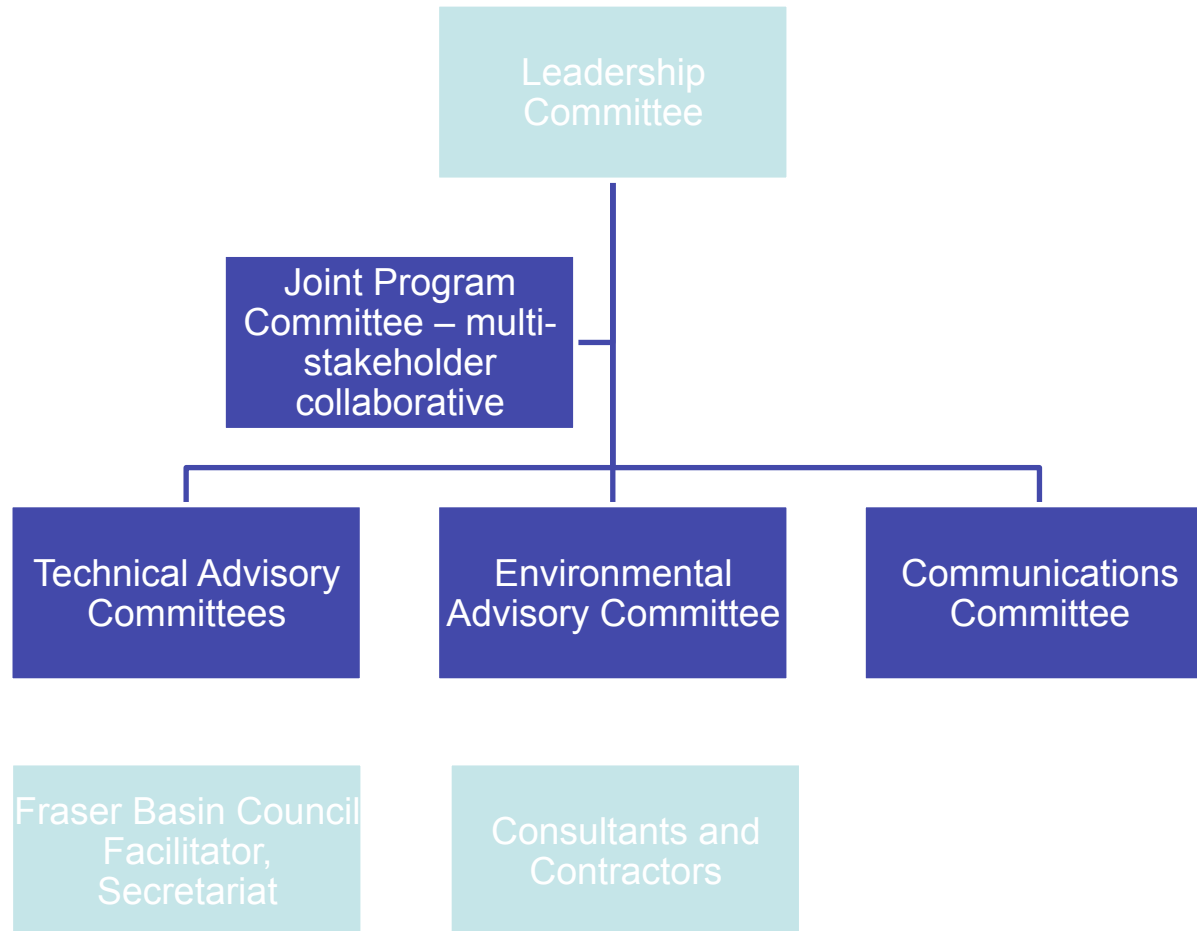 Leadership
Committee
Joint Program
Committee – multi-
stakeholder
collaborative
Technical Advisory
Committees
Environmental
Advisory Committee
Communications
Committee
Fraser Basin Council
Facilitator,
Secretariat
Consultants and
Contractors